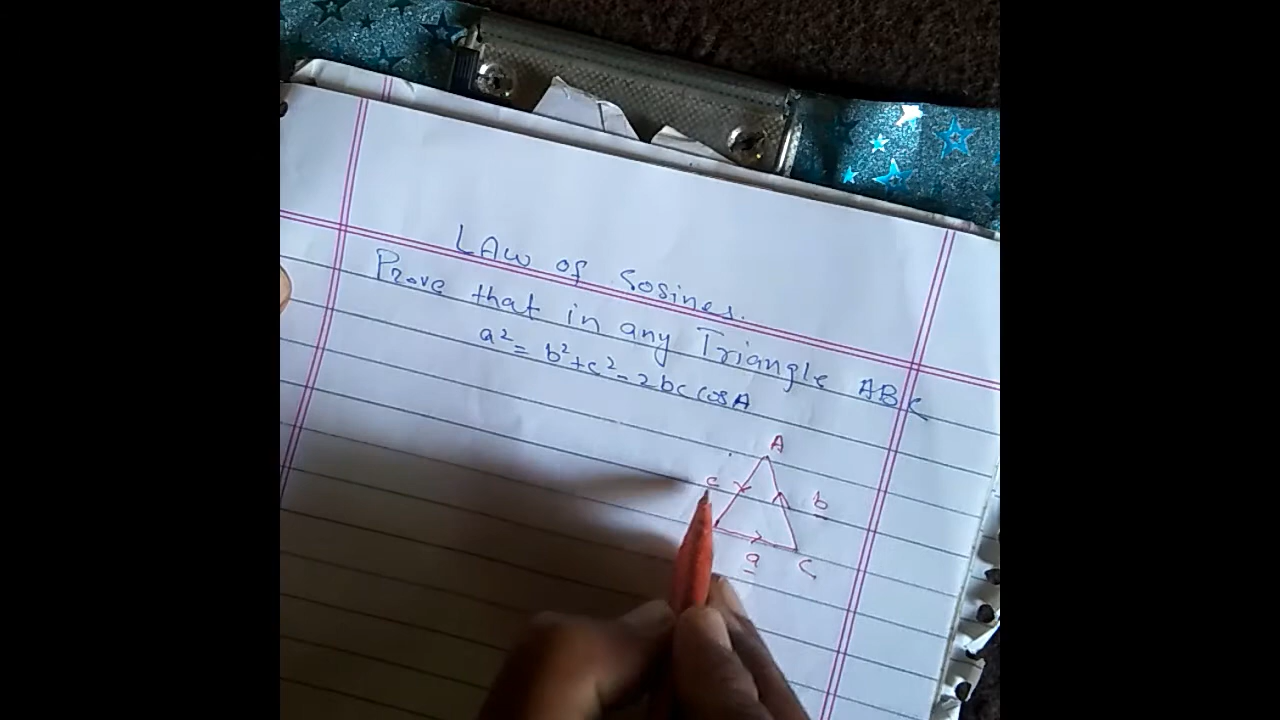 LAW of Sosines.
Prove that in any Triangle ABC
a² = b² + c² - 2bc cosA
A
c
b
a
C